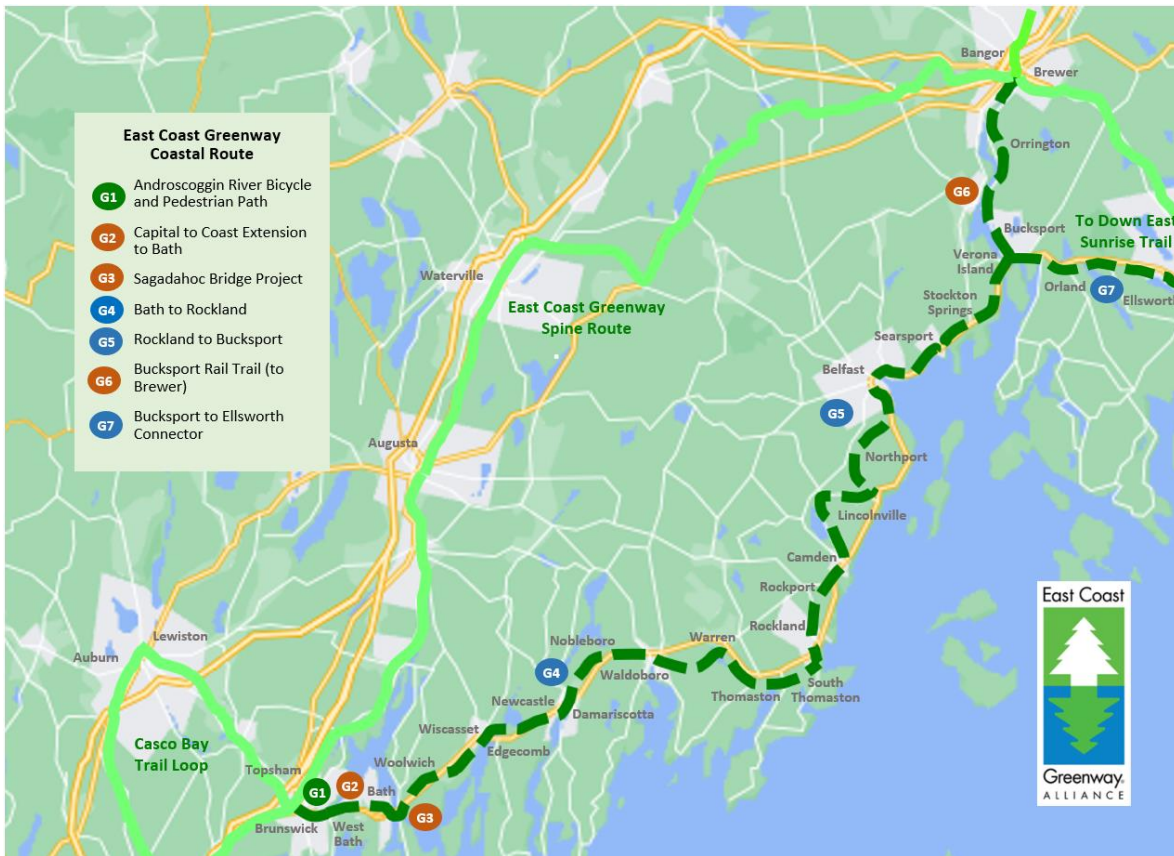 East Coast Greenway
Coastal Route
G1 Androscoggin River Bicycle
and Pedestrian Path
G2 Capital to Coast Extension
to Bath
G3 Sagadahoc Bridge Project
G4 Bath to Rockland
G5 Rockland to Bucksport
G6 Bucksport Rail Trail (to
Brewer)
G7 Bucksport to Ellsworth
Connector
Bangor
Brewer
Orrington
G6
Bucksport
To Down East
Sunrise Trail
Verona
Island
Orland
G7
Ellsworth
Waterville
East Coast Greenway
Spine Route
Stockton
Springs
Searsport
Belfast
G5
Northport
Augusta
Lincolnville
Camden
Rockport
Rockland
Lewiston
Auburn
Nobleboro
Warren
G4
Waldoboro
South
Thomaston
Thomaston
Newcastle
Damariscotta
Wiscasset
Edgecomb
Casco Bay
Trail Loop
Woolwich
Topsham
G1
G2
Bath
G3
Brunswick
West
Bath
East Coast
Greenway
ALLIANCE